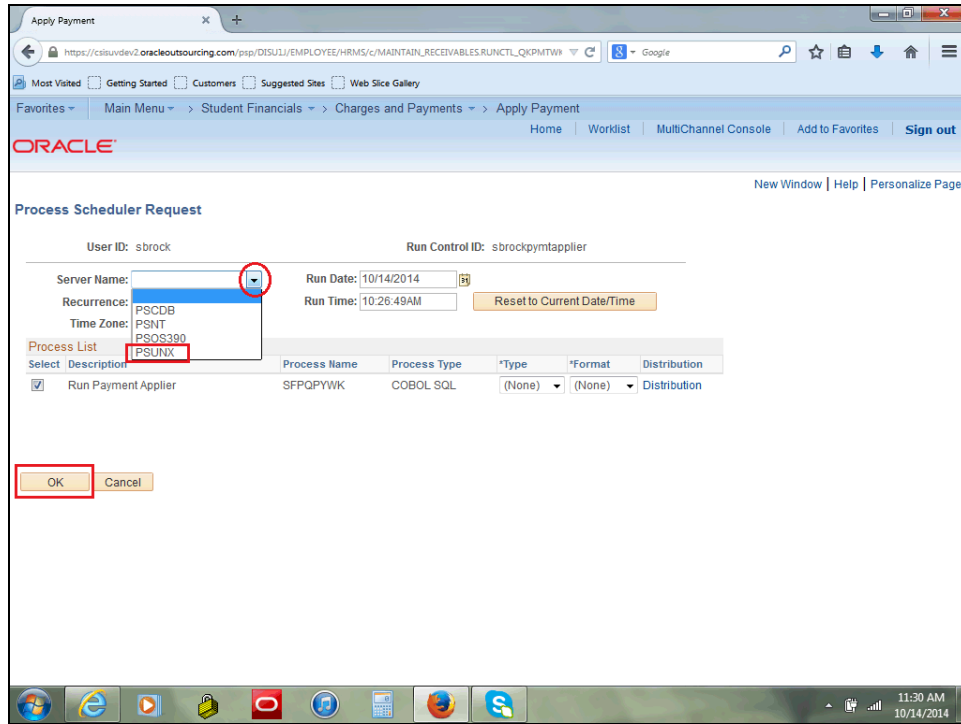 Apply Payment
https://csisuvdev2.oracleoutsourcing.com/psp/DISU1J/EMPLOYEE/HRMS/c/MAINTAIN_RECEIVABLES.RUNCTL_QKPMTWK Google
Most Visited Getting Started Customers Suggested Sites Web Slice Gallery
Favorites Main Menu > Student Financials > Charges and Payments > Apply Payment
Home Worklist MultiChannel Console Add to Favorites Sign out
ORACLE
New Window | Help | Personalize Page
Process Scheduler Request
User ID: sbrock Run Control ID: sbrockpymtapplier
Server Name: Run Date: 10/14/2014
Recurrence: Run Time: 10:26:49AM Reset to Current Date/Time
PSCDB
Time Zone: PSNT
PSOS390
PSUNX
Process List
Select Description Process Name Process Type *Type *Format Distribution
Run Payment Applier SFPQPYWK COBOL SQL (None) (None) Distribution
OK Cancel
11:30 AM
10/14/2014